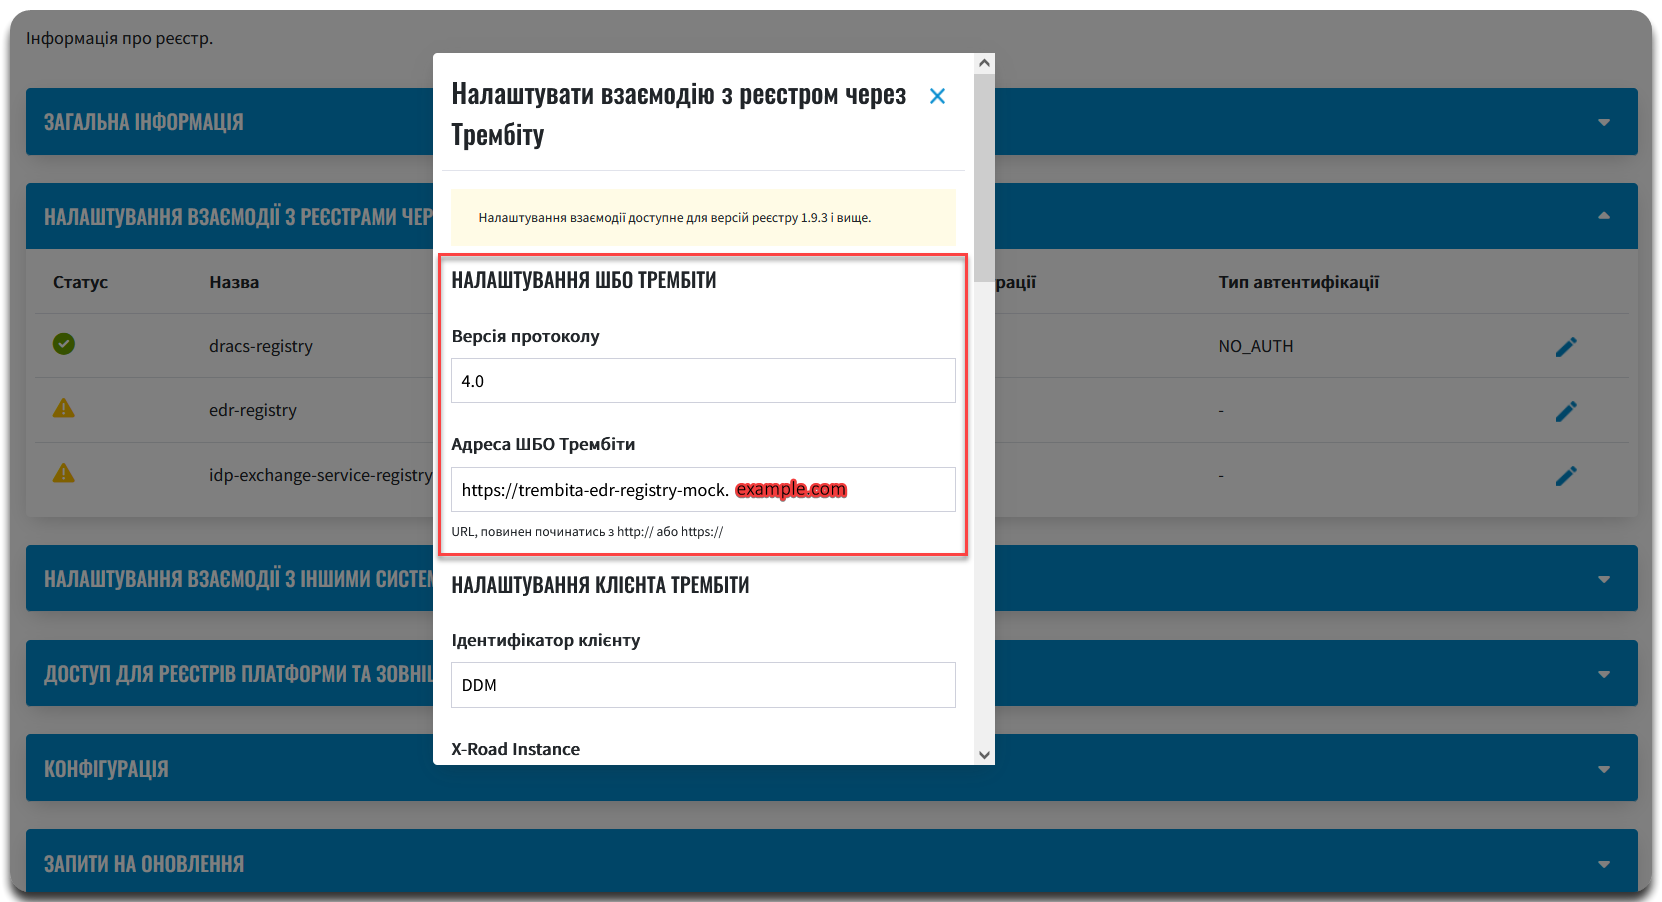 Інформація про реєстр.
ЗАГАЛЬНА ІНФОРМАЦІЯ
НАЛАШТУВАННЯ ВЗАЄМОДІЇ З РЕЄСТРАМИ
Статус Назва Тип автентифікації
dracs-registry NO_AUTH
edr-registry -
idp-exchange-service-registry -
НАЛАШТУВАННЯ ВЗАЄМОДІЇ З ІНШИМИ
ДОСТУП ДЛЯ РЕЄСТРІВ ПЛАТФОРМИ ТА
КОНФІГУРАЦІЯ
ЗАПИТИ НА ОНОВЛЕННЯ
Налаштувати взаємодію з реєстром через
Трембіту
Налаштування взаємодії доступне для версій реєстру 1.9.3 і вище.
НАЛАШТУВАННЯ ШБО ТРЕМБІТИ
Версія протоколу
4.0
Адреса ШБО Трембіти
https://trembita-edr-registry-mock. example.com
URL, повинен починатись з http:// або https://
НАЛАШТУВАННЯ КЛІЄНТА ТРЕМБІТИ
Ідентифікатор клієнту
DDM
X-Road Instance